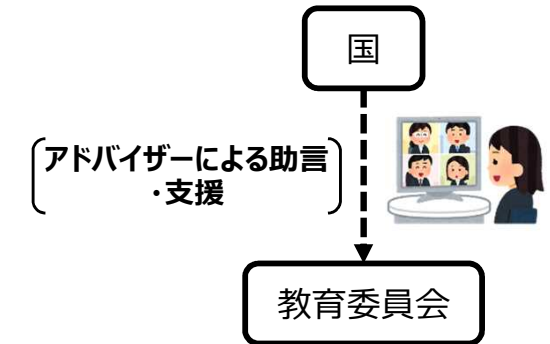 国
アドバイザーによる助言
・支援
教育委員会